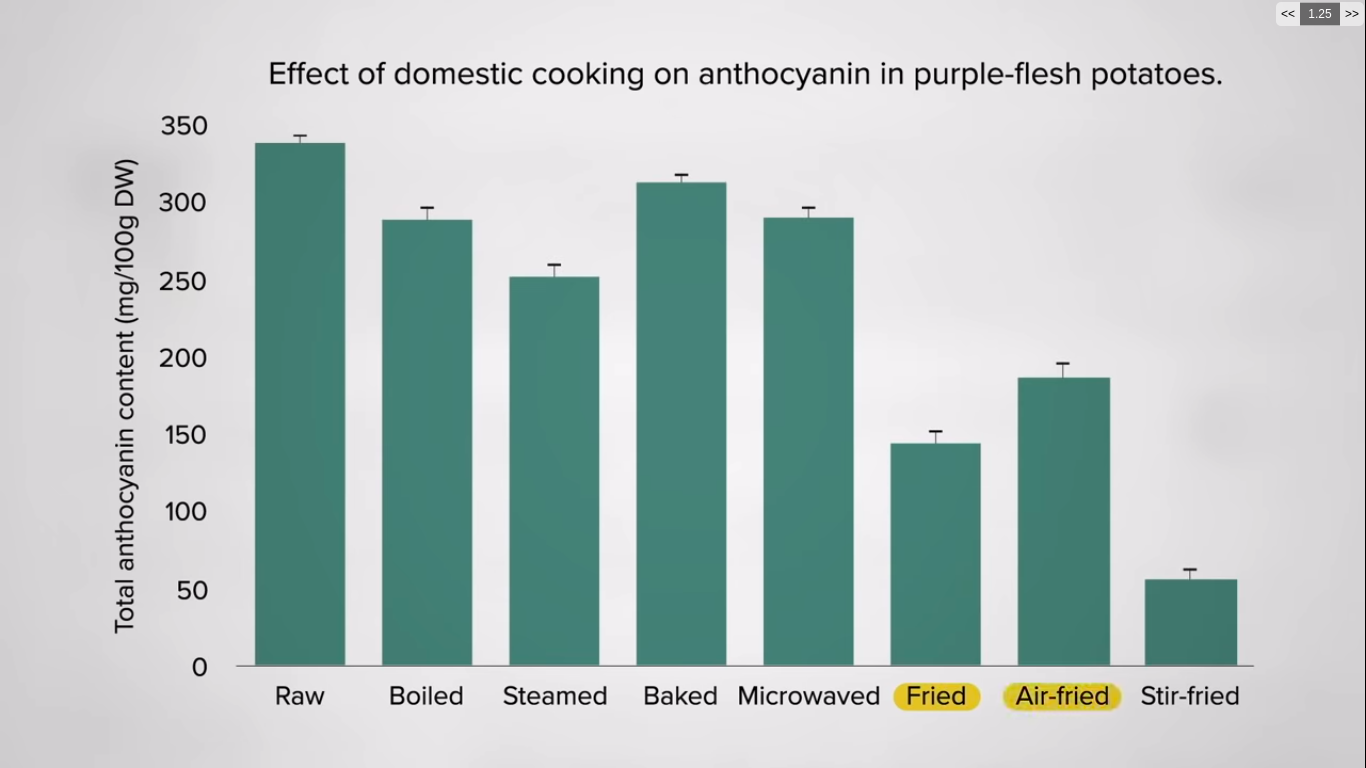 << 1.25 >>
Effect of domestic cooking on anthocyanin in purple-flesh potatoes.
Total anthocyanin content (mg/100g DW)
350
300
250
200
150
100
50
0
Raw Boiled Steamed Baked Microwaved Fried Air-fried Stir-fried